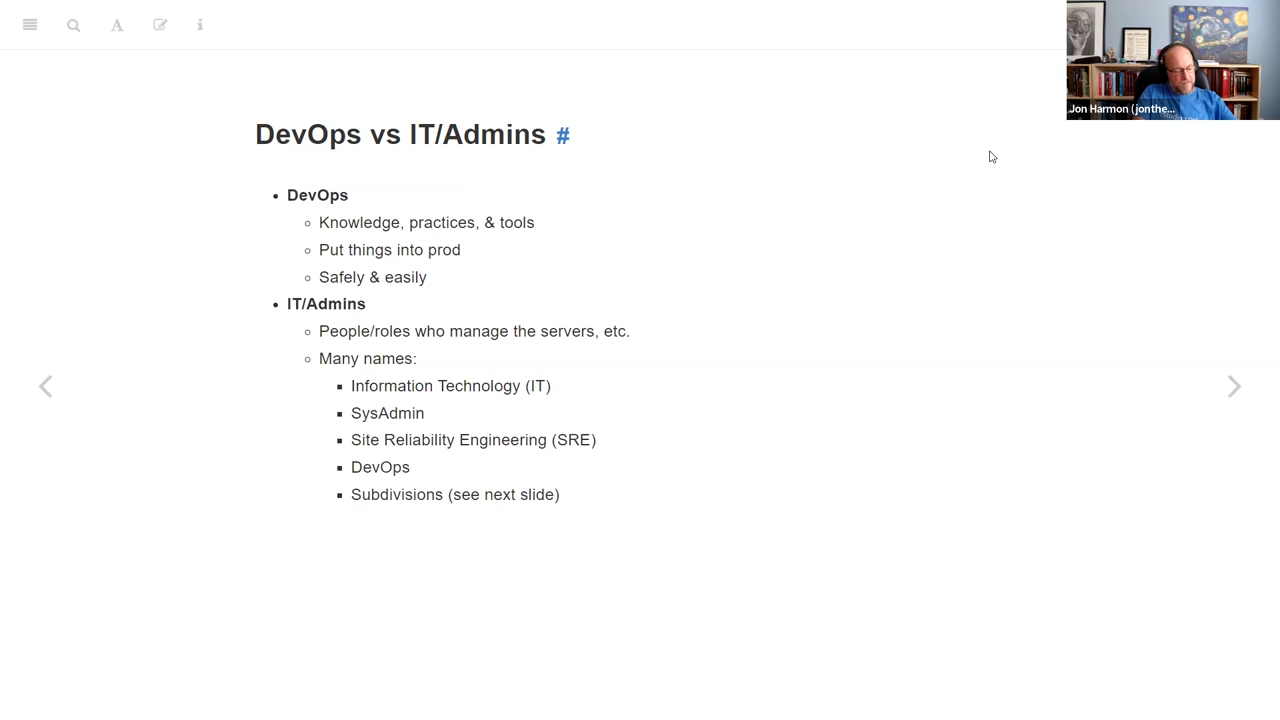 Jon Harmon (jonthe...
DevOps vs IT/Admins #
DevOps
Knowledge, practices, & tools
Put things into prod
Safely & easily
IT/Admins
People/roles who manage the servers, etc.
Many names:
Information Technology (IT)
SysAdmin
Site Reliability Engineering (SRE)
DevOps
Subdivisions (see next slide)